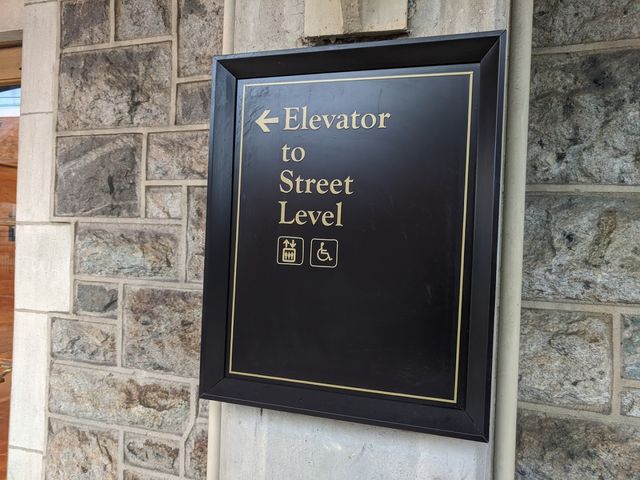 Elevator
to
Street
Level